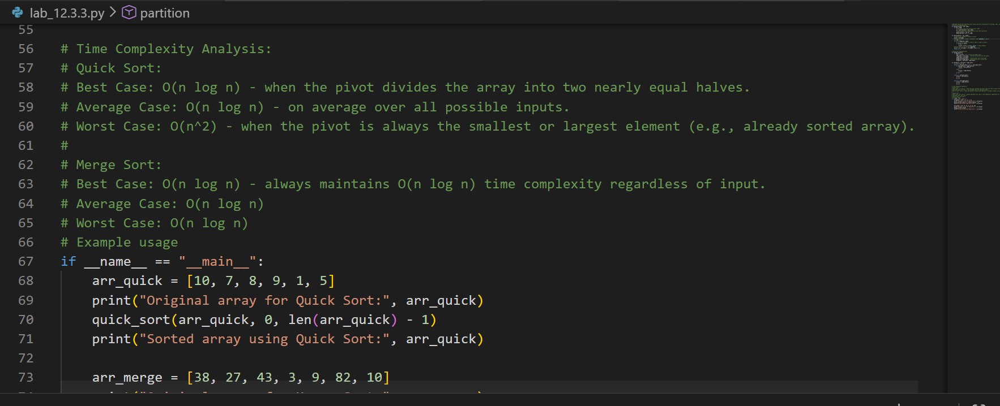 lab_12.3.3.py > partition
55
56 # Time Complexity Analysis:
57 # Quick Sort:
58 # Best Case: O(n log n) - when the pivot divides the array into two nearly equal halves.
59 # Average Case: O(n log n) - on average over all possible inputs.
60 # Worst Case: O(n^2) - when the pivot is always the smallest or largest element (e.g., already sorted array).
61 #
62 # Merge Sort:
63 # Best Case: O(n log n) - always maintains O(n log n) time complexity regardless of input.
64 # Average Case: O(n log n)
65 # Worst Case: O(n log n)
66 # Example usage
67 if __name__ == "__main__":
68     arr_quick = [10, 7, 8, 9, 1, 5]
69     print("Original array for Quick Sort:", arr_quick)
70     quick_sort(arr_quick, 0, len(arr_quick) - 1)
71     print("Sorted array using Quick Sort:", arr_quick)
72
73     arr_merge = [38, 27, 43, 3, 9, 82, 10]